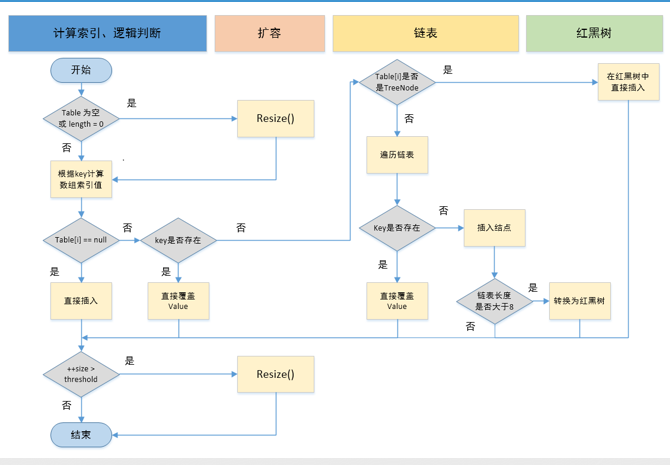 计算索引、逻辑判断
扩容
链表
红黑树
开始
Table 为空
或 length = 0
是
Resize()
否
根据key计算
数组索引值
Table[i] == null
否
key是否存在
否
是
直接插入
是
直接覆盖
Value
Table[i]是否
是TreeNode
是
在红黑树中
直接插入
否
遍历链表
Key是否存在
否
插入结点
是
直接覆盖
Value
链表长度
是否大于8
是
转换为红黑树
否
++size >
threshold
是
Resize()
否
结束